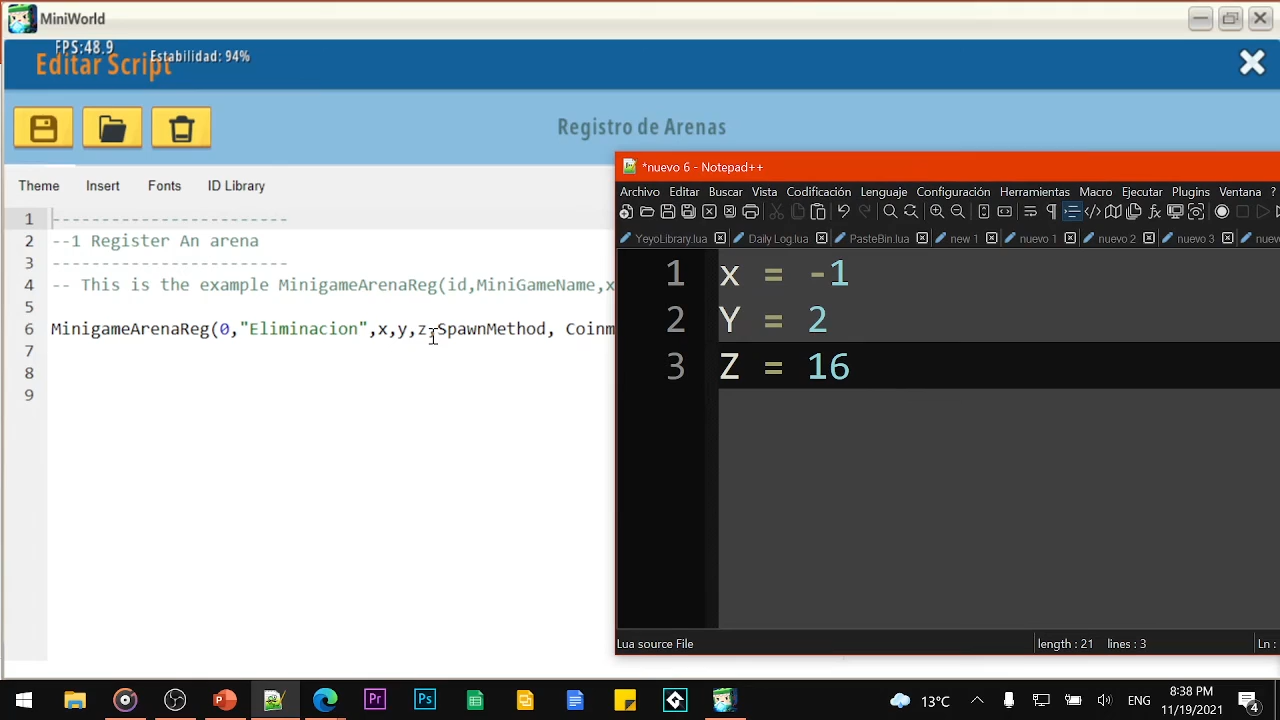 MiniWorld
FPS:48.9
Estabilidad: 94%
Editar Script
Registro de Arenas
Theme Insert Fonts ID Library
1 ------------------------
2 --1 Register An arena
3 ------------------------
4 -- This is the example MinigameArenaReg(id,MiniGameName,x
5
6 MinigameArenaReg(0,"Eliminacion",x,y,z,SpawnMethod, Coinm
7
8
9
*nuevo 6 - Notepad++
Archivo Editar Buscar Vista Codificación Lenguaje Configuración Herramientas Macro Ejecutar Plugins Ventana ?
YeyoLibrary.lua Daily Log.lua PasteBin.lua new 1 nuevo 1 nuevo 2 nuevo 3 nuevo
1 x = -1
2 Y = 2
3 Z = 16
Lua source File length : 21 lines : 3 Ln :
13°C ENG 8:38 PM
11/19/2021
4